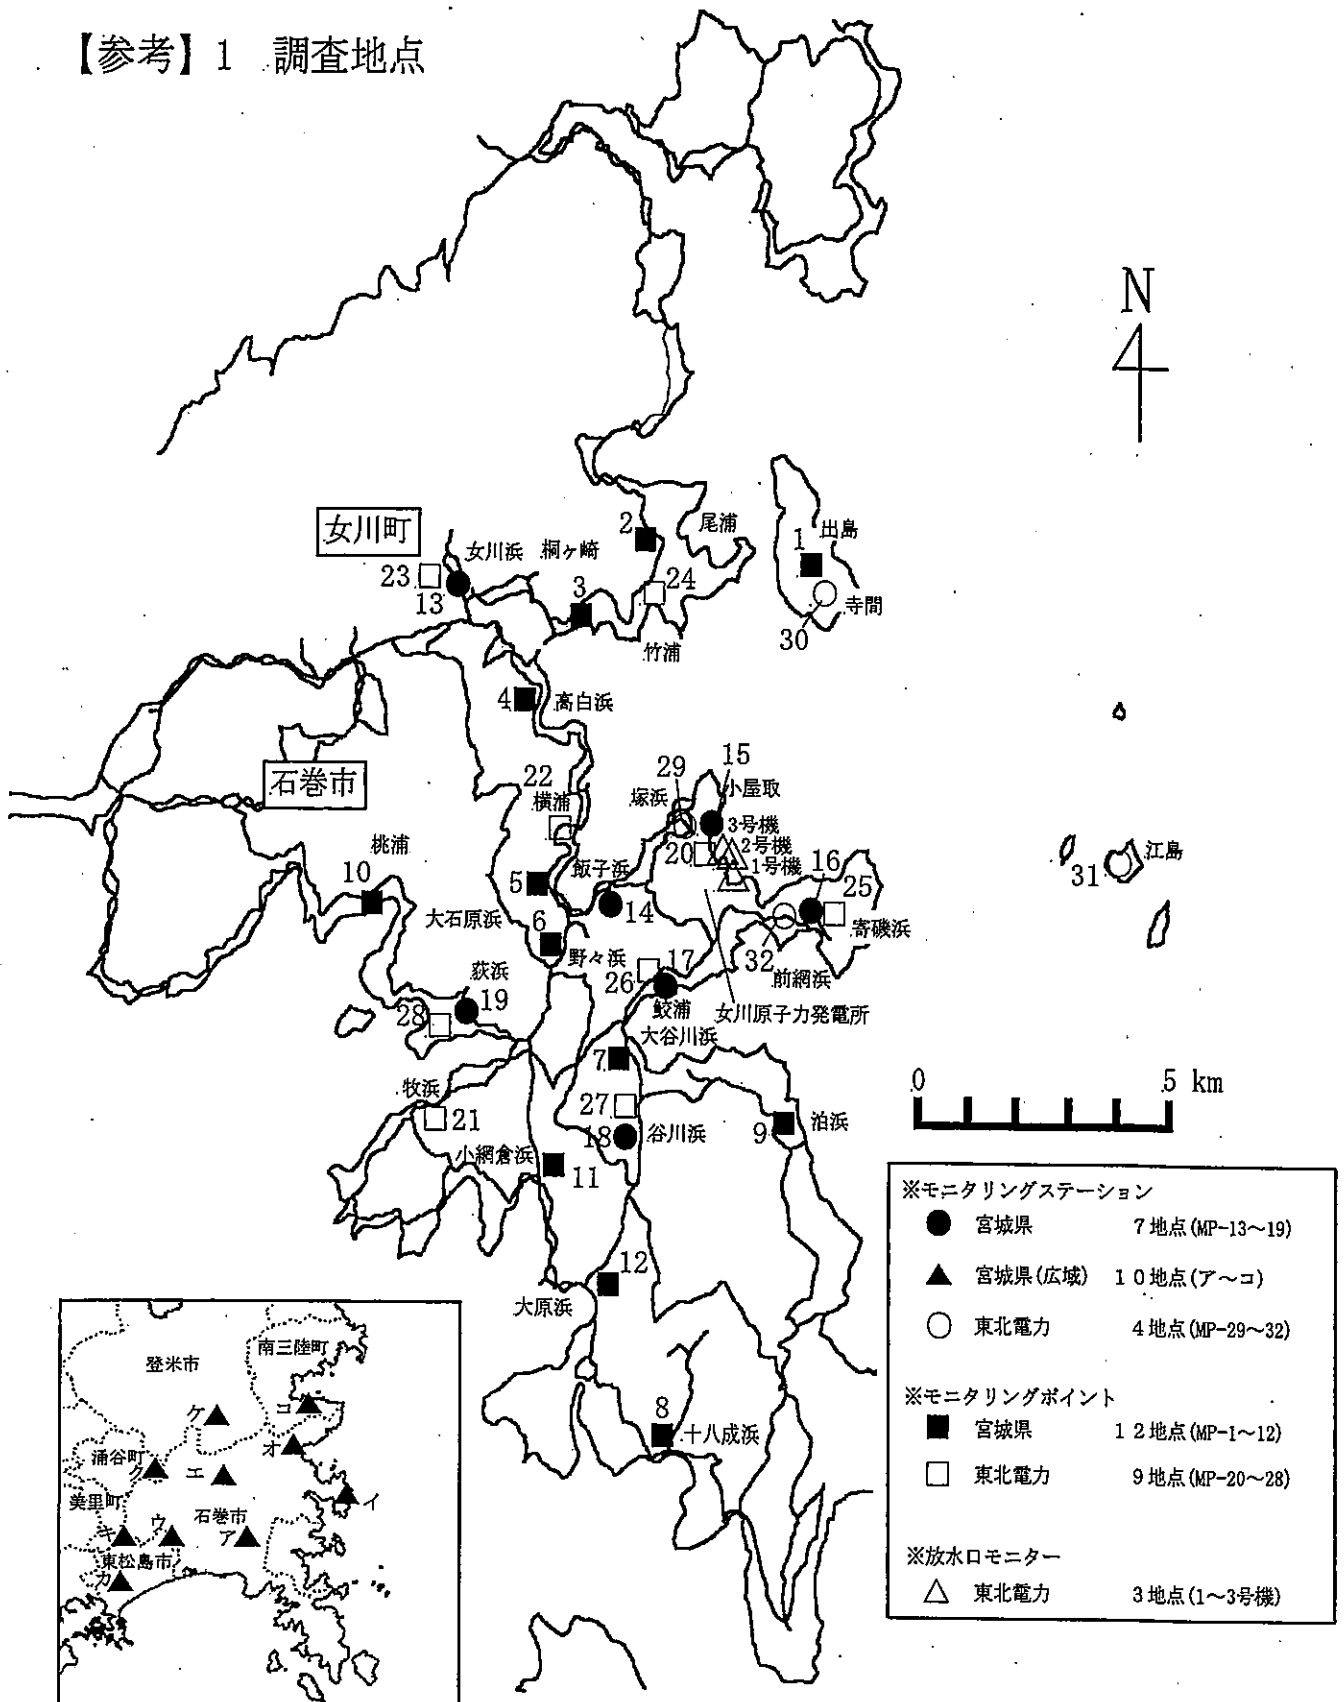 【参考】1 調査地点
N
女川町
女川浜
桐ヶ崎
尾浦
出島
寺間
竹浦
高白浜
石巻市
横浦
塚浜
小屋取
3号機
2号機
1号機
江島
桃浦
飯子浜
大石原浜
寄磯浜
野々浜
前網浜
荻浜
鮫浦
女川原子力発電所
大谷川浜
牧浜
谷川浜
泊浜
小網倉浜
大原浜
十八成浜
1
2
3
4
5
6
7
8
9
10
11
12
13
14
15
16
17
18
19
20
21
22
23
24
25
26
27
28
29
30
31
32
0 5 km
※モニタリングステーション
宮城県 7地点(MP-13～19)
宮城県(広域) 10地点(ア～コ)
東北電力 4地点(MP-29～32)
※モニタリングポイント
宮城県 12地点(MP-1～12)
東北電力 9地点(MP-20～28)
※放水口モニター
東北電力 3地点(1～3号機)
登米市
南三陸町
ケ
コ
オ
涌谷町
ク
エ
イ
美里町
石巻市
キ
ウ
ア
東松島市
カ